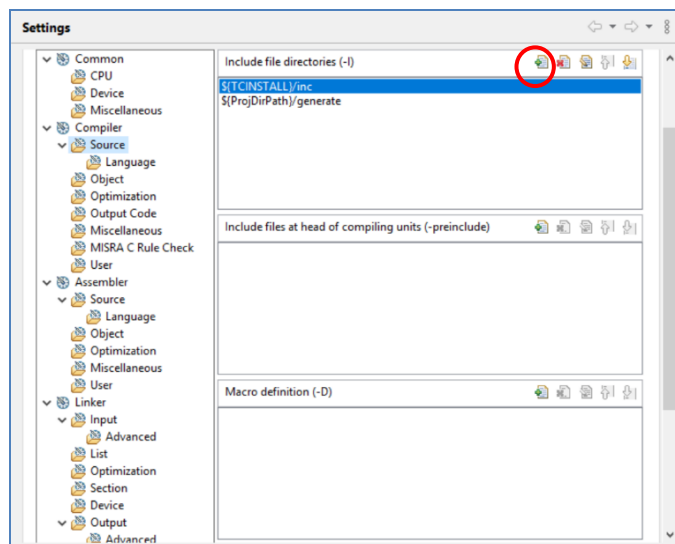 Settings
Common
CPU
Device
Miscellaneous
Compiler
Source
Language
Object
Optimization
Output Code
Miscellaneous
MISRA C Rule Check
User
Assembler
Source
Language
Object
Optimization
Miscellaneous
User
Linker
Input
Advanced
List
Optimization
Section
Device
Output
Advanced
Include file directories (-I)
${TCINSTALL}/inc
${ProjDirPath}/generate
Include files at head of compiling units (-preinclude)
Macro definition (-D)